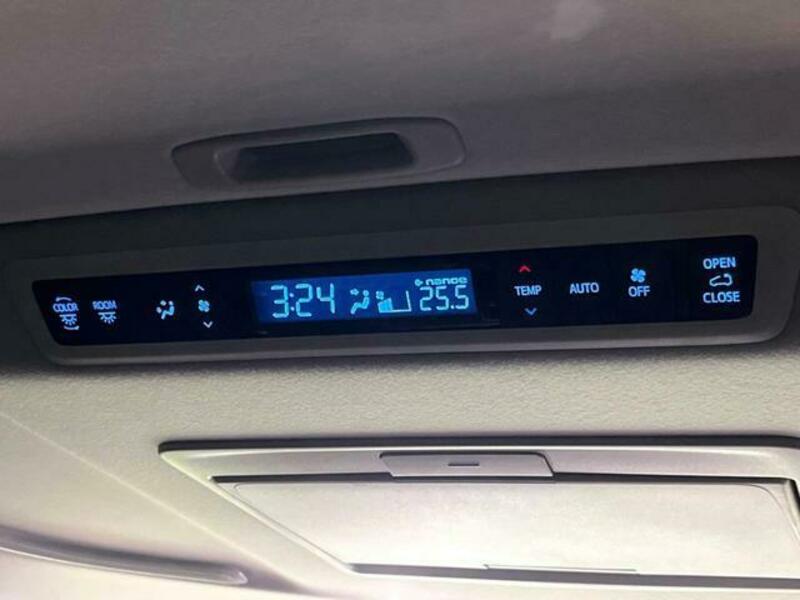 COLOR
ROOM
3:24
nanoe
25.5
TEMP
AUTO
OFF
OPEN
CLOSE